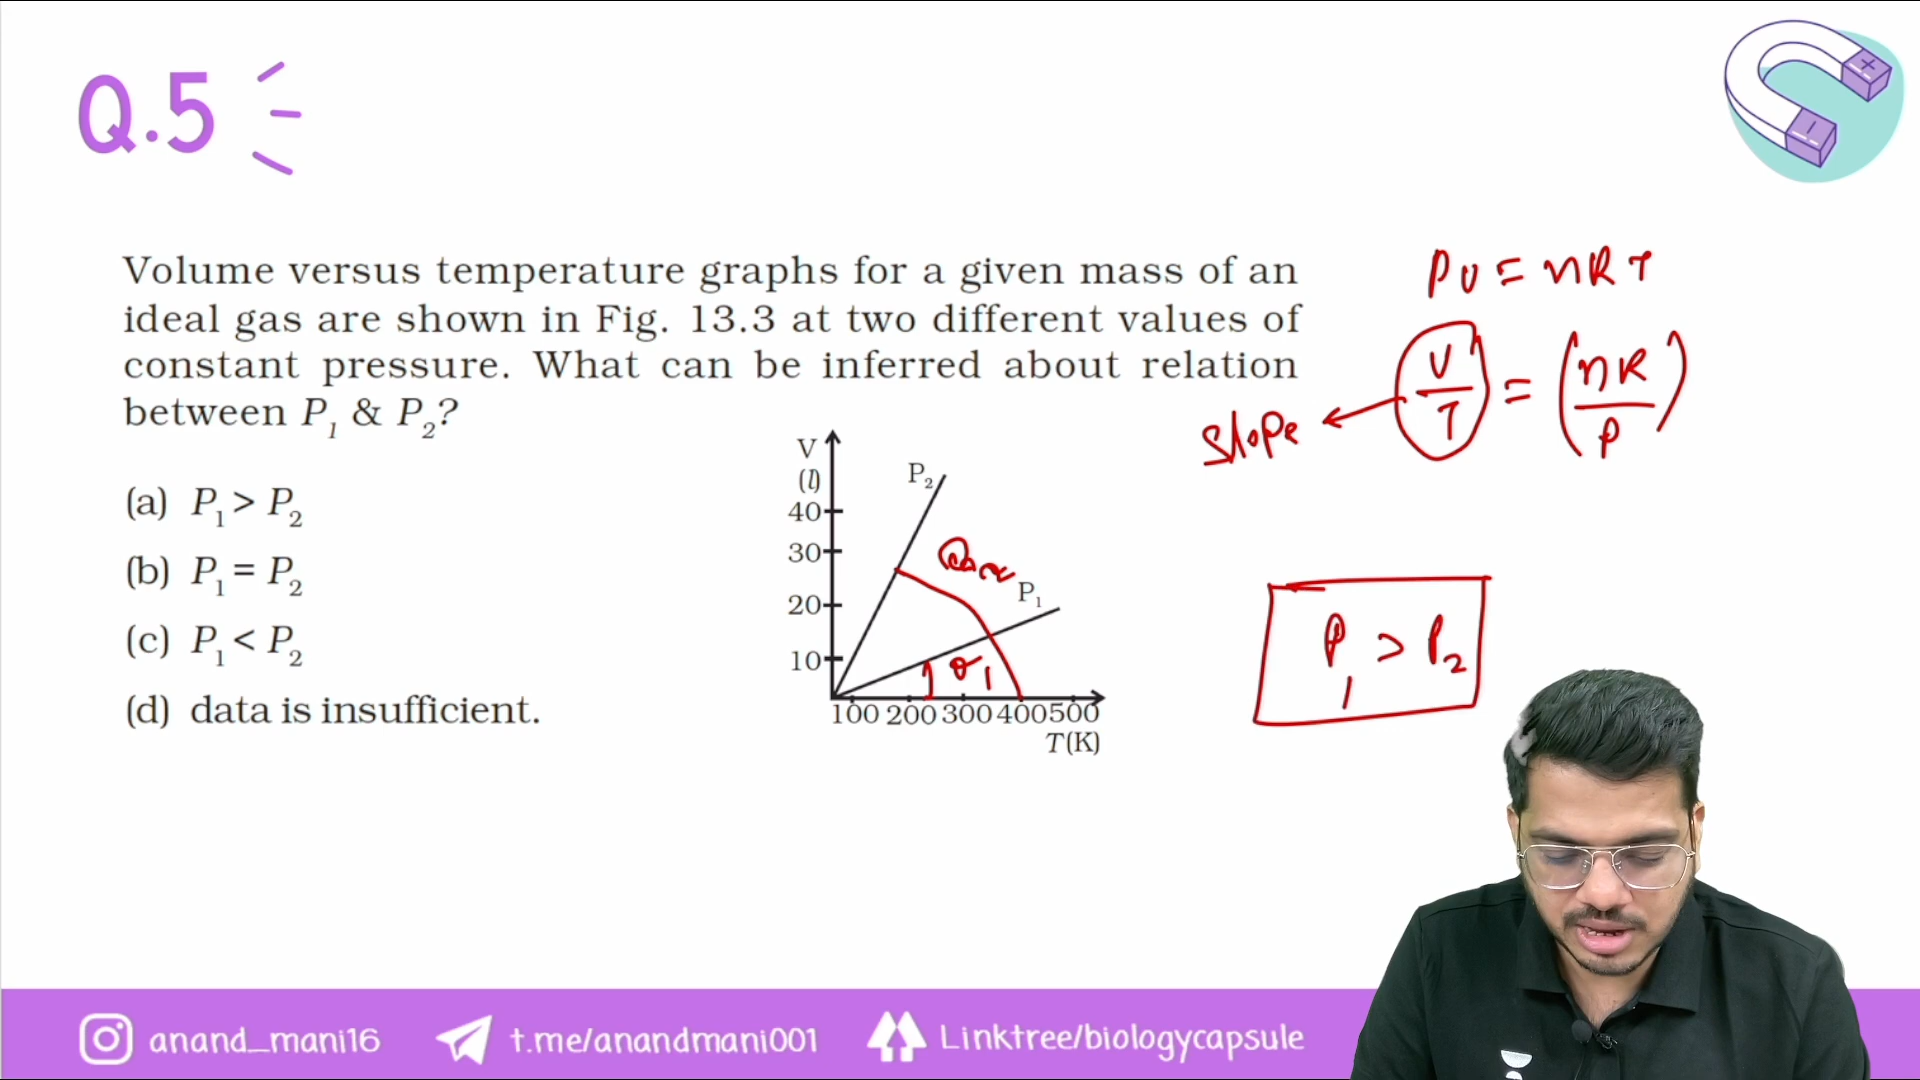 Q.5
Volume versus temperature graphs for a given mass of an
ideal gas are shown in Fig. 13.3 at two different values of
constant pressure. What can be inferred about relation
between P₁ & P₂?
(a) P₁ > P₂
(b) P₁ = P₂
(c) P₁ < P₂
(d) data is insufficient.
V
(l)
40
30
20
10
P₂
P₁
θ₁
100 200 300 400 500
T(K)
PV = nRT
V/T = (nR/P)
slope
P₁ > P₂
+
-
anand_mani16
t.me/anandmani001
Linktree/biologycapsule